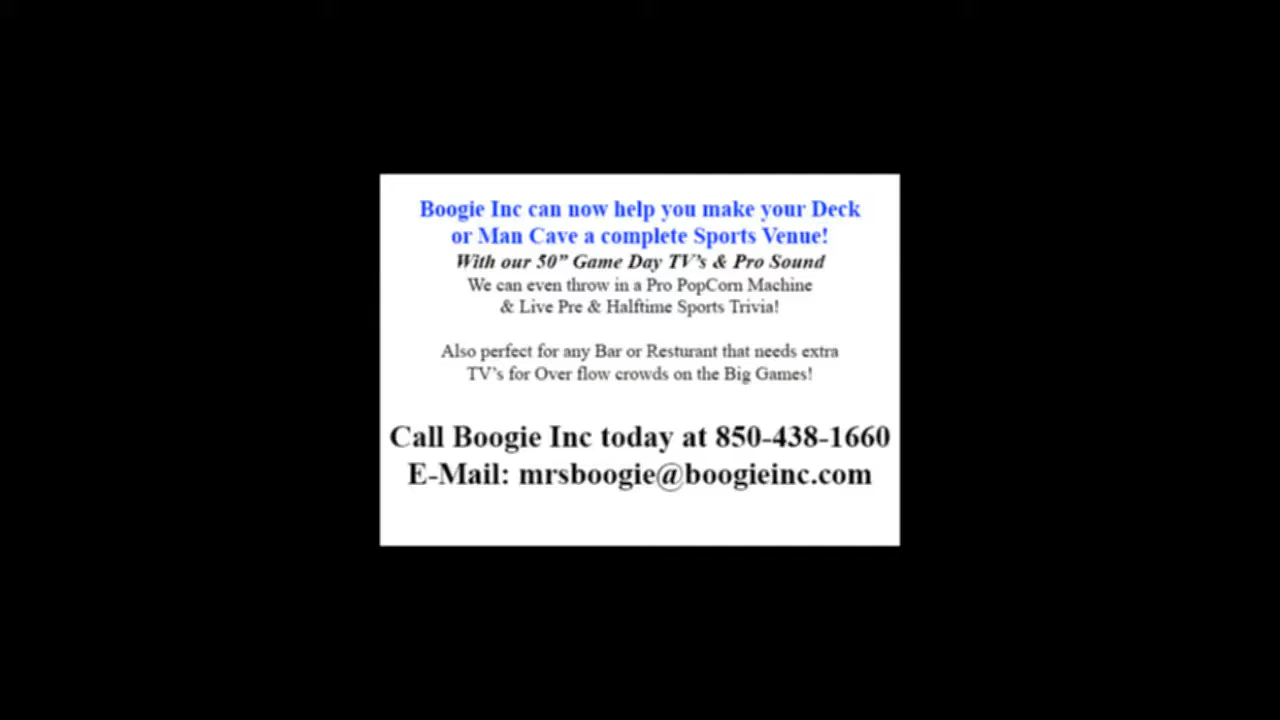 Boogie Inc can now help you make your Deck
or Man Cave a complete Sports Venue!
With our 50” Game Day TV’s & Pro Sound
We can even throw in a Pro PopCorn Machine
& Live Pre & Halftime Sports Trivia!
Also perfect for any Bar or Resturant that needs extra
TV’s for Over flow crowds on the Big Games!
Call Boogie Inc today at 850-438-1660
E-Mail: mrsboogie@boogieinc.com